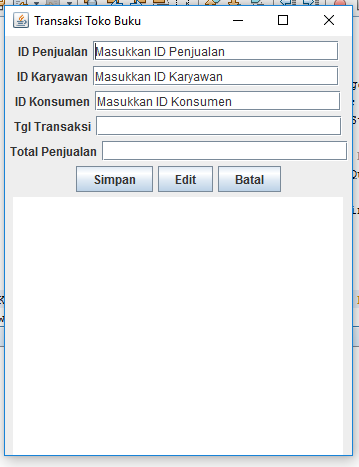 Transaksi Toko Buku
ID Penjualan Masukkan ID Penjualan
ID Karyawan Masukkan ID Karyawan
ID Konsumen Masukkan ID Konsumen
Tgl Transaksi
Total Penjualan
Simpan Edit Batal